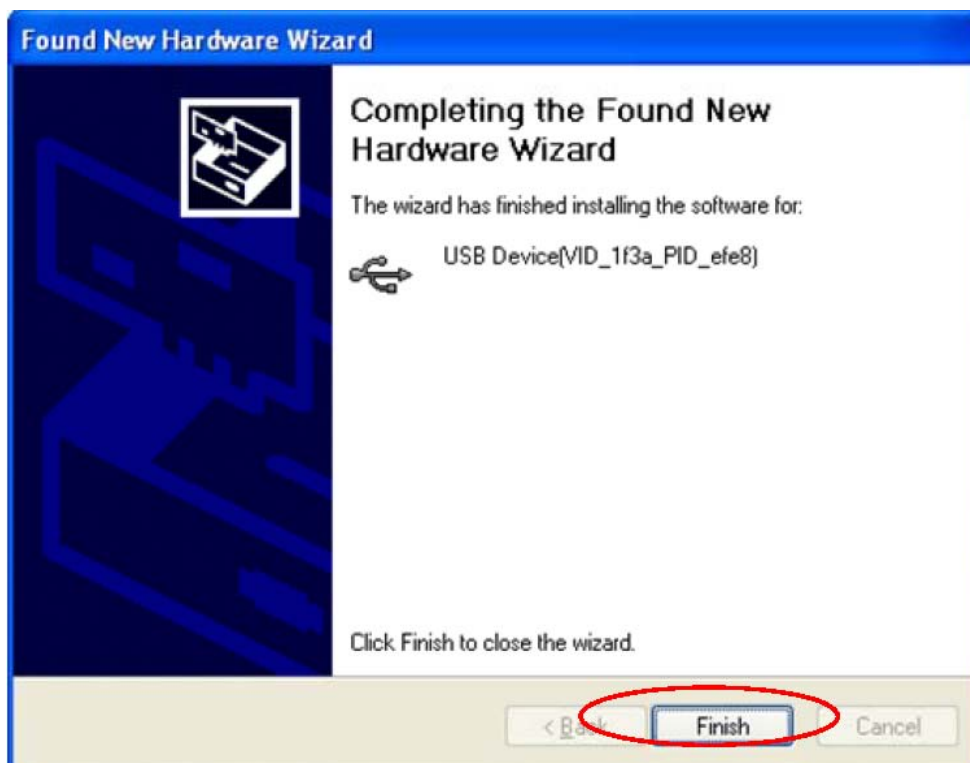 Found New Hardware Wizard
Completing the Found New
Hardware Wizard
The wizard has finished installing the software for:
USB Device(VID_1f3a_PID_efe8)
Click Finish to close the wizard.
< Back
Finish
Cancel